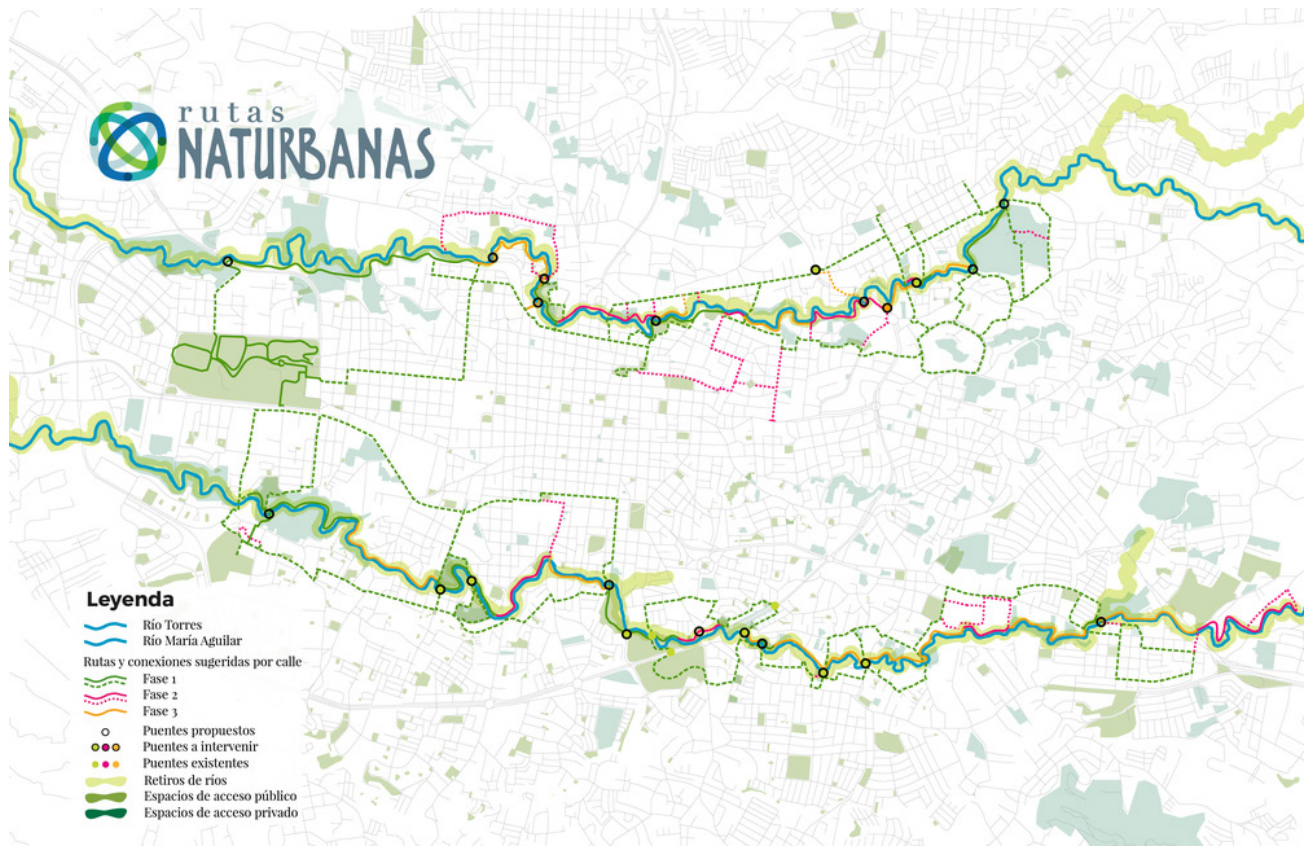 rutas
NATURBANAS
Leyenda
Río Torres
Río María Aguilar
Rutas y conexiones sugeridas por calle
Fase 1
Fase 2
Fase 3
Puentes propuestos
Puentes a intervenir
Puentes existentes
Retiros de ríos
Espacios de acceso público
Espacios de acceso privado